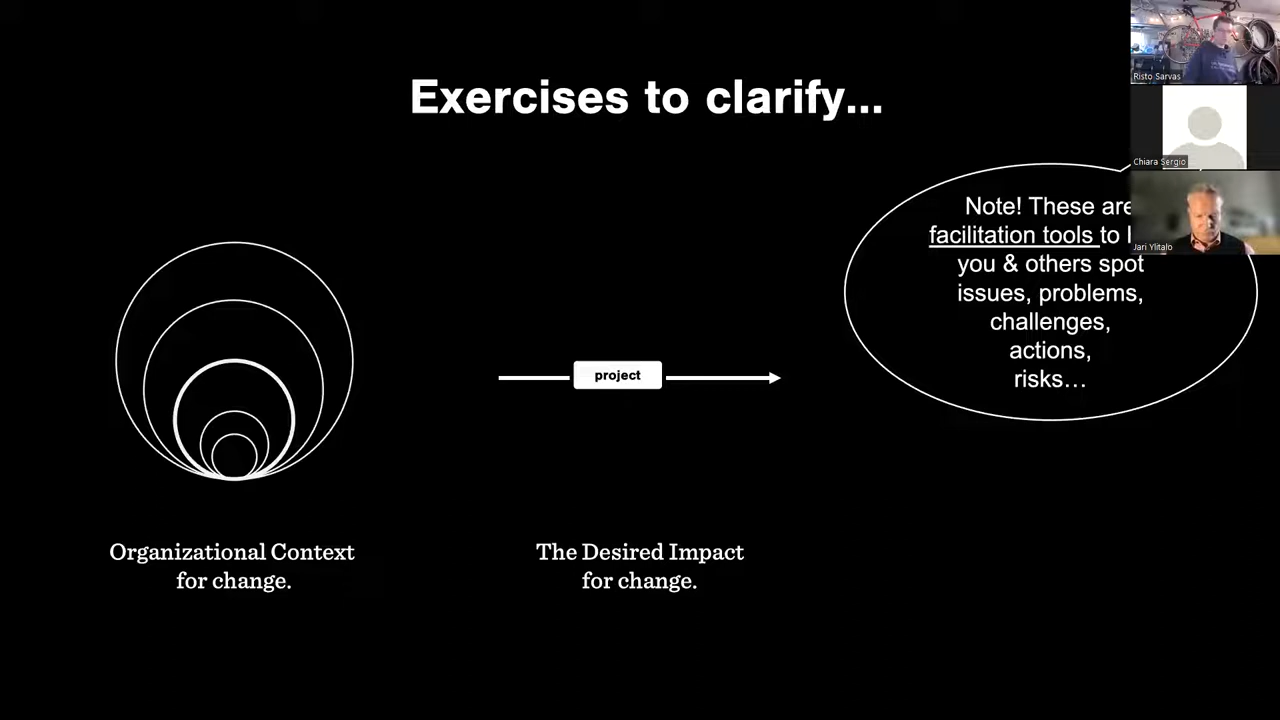 Exercises to clarify...
Risto Sarvas
Chiara Sergio
Jari Ylitalo
Note! These are
facilitation tools to
you & others spot
issues, problems,
challenges,
actions,
risks…
project
Organizational Context
for change.
The Desired Impact
for change.